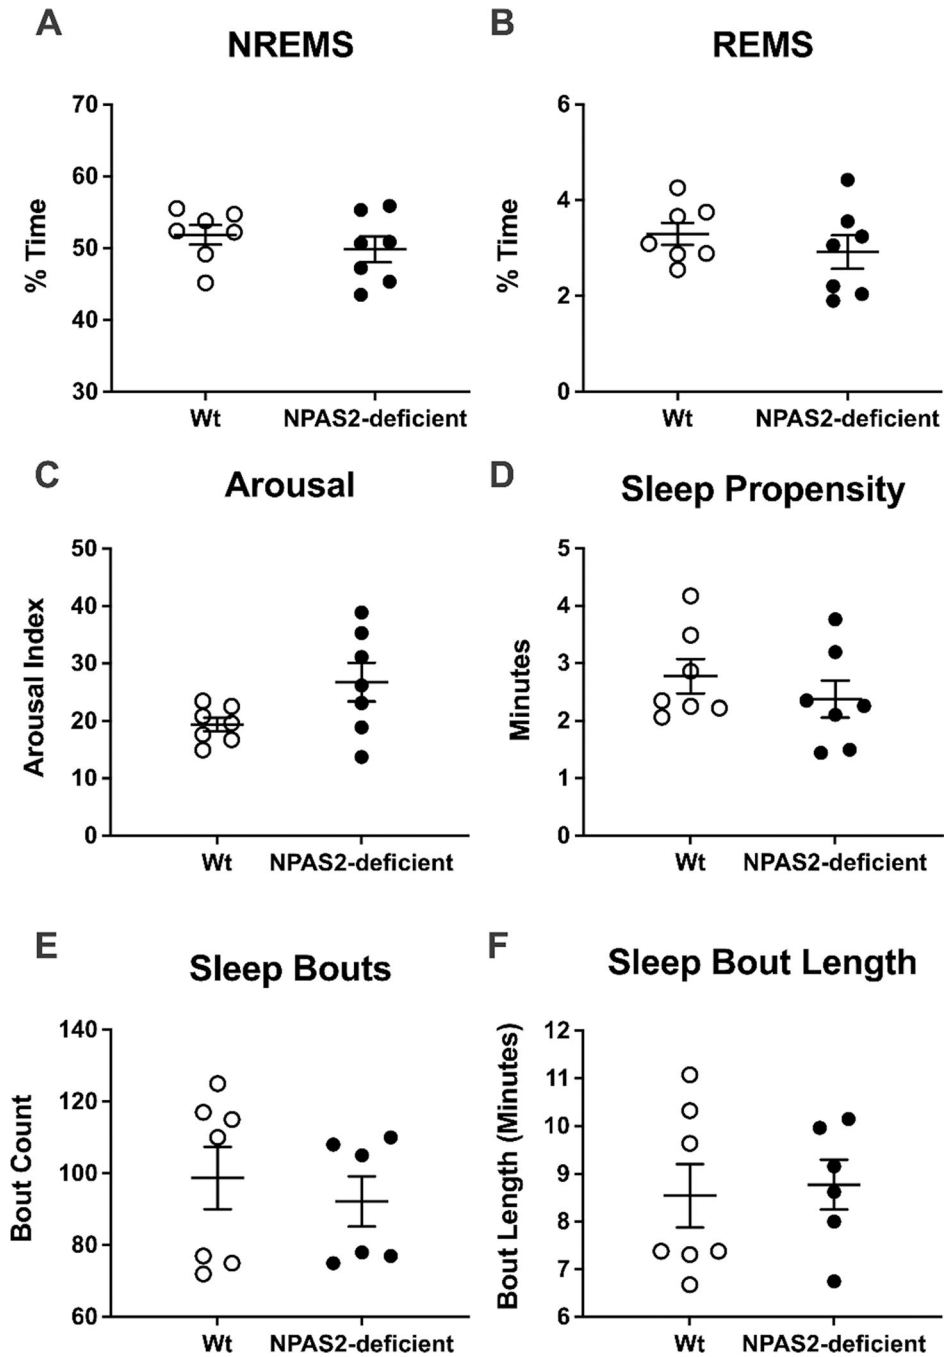 A
NREMS
% Time
70
60
50
40
30
Wt
NPAS2-deficient
B
REMS
% Time
6
4
2
0
Wt
NPAS2-deficient
C
Arousal
Arousal Index
50
40
30
20
10
0
Wt
NPAS2-deficient
D
Sleep Propensity
Minutes
5
4
3
2
1
0
Wt
NPAS2-deficient
E
Sleep Bouts
Bout Count
140
120
100
80
60
Wt
NPAS2-deficient
F
Sleep Bout Length
Bout Length (Minutes)
12
11
10
9
8
7
6
Wt
NPAS2-deficient